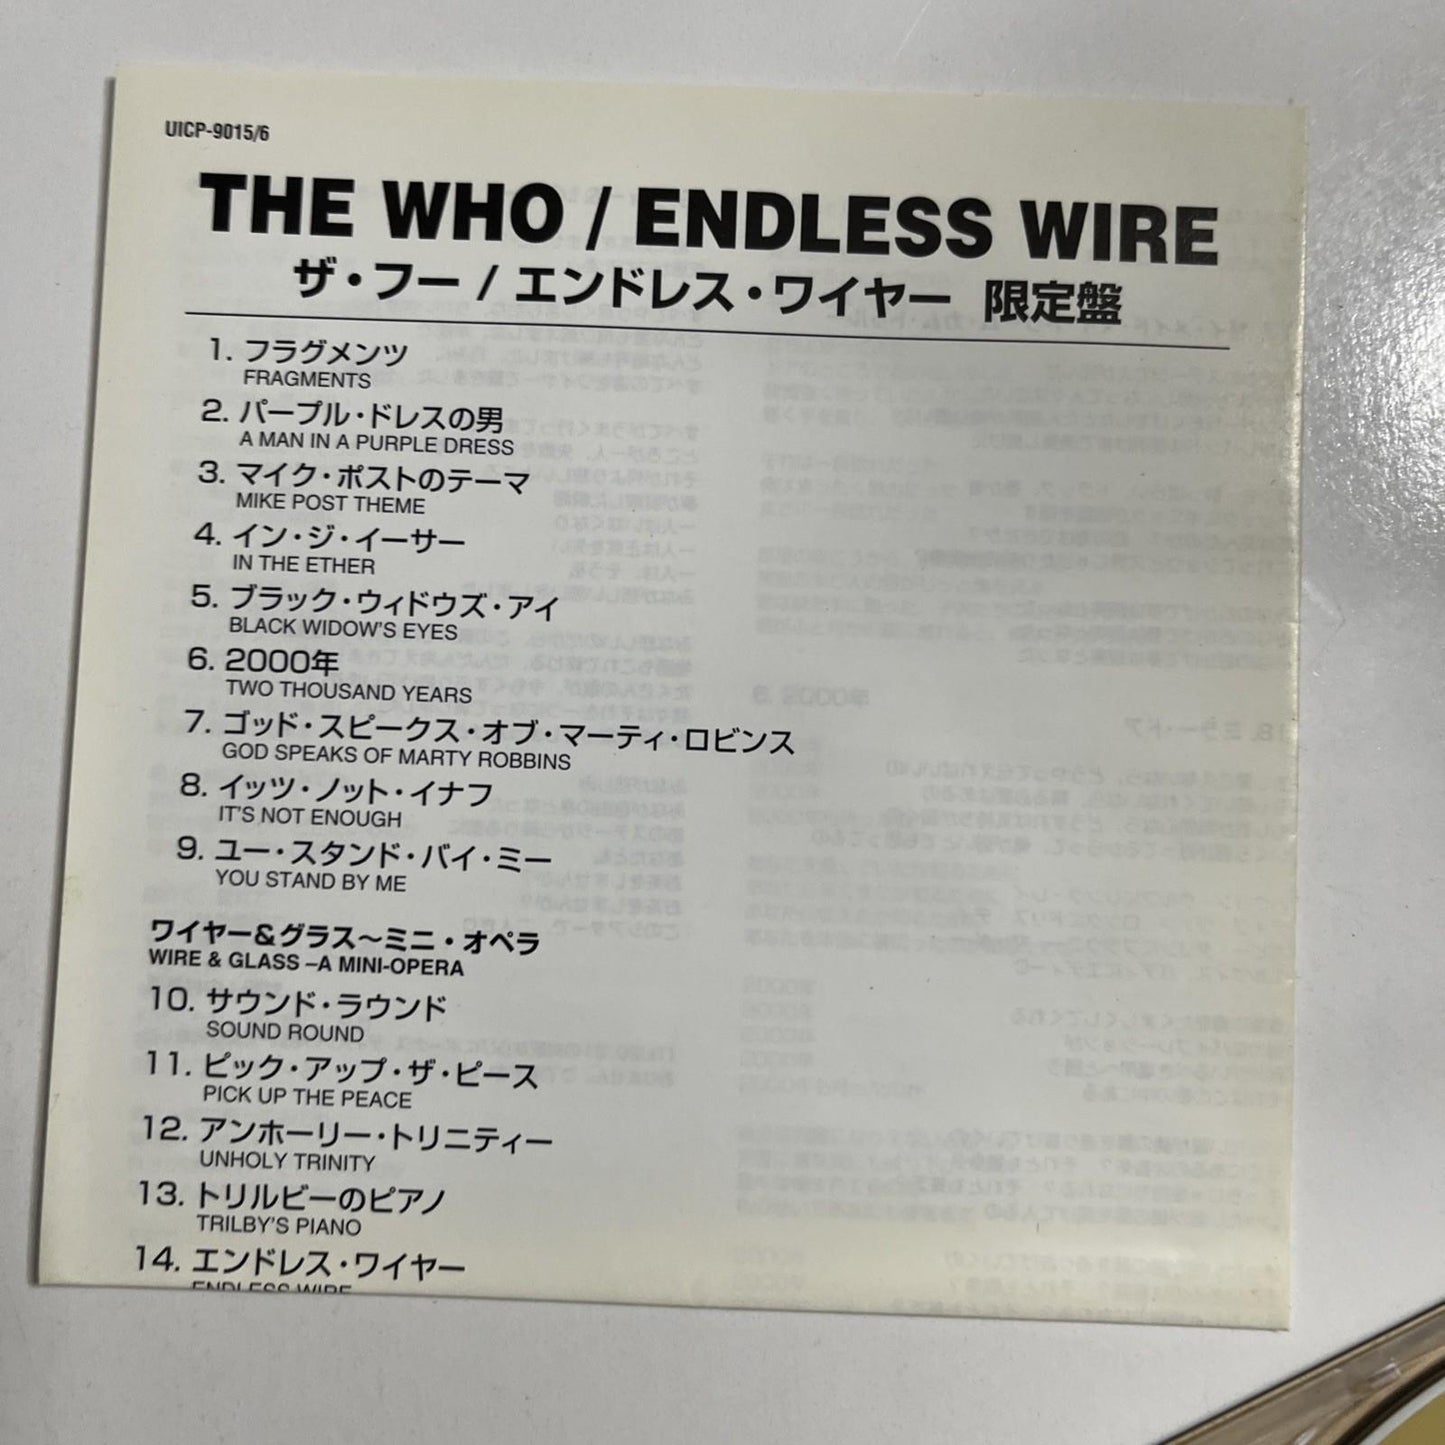 UICP-9015/6
THE WHO / ENDLESS WIRE
ザ・フー / エンドレス・ワイヤー 限定盤
1. フラグメンツ
FRAGMENTS
2. パープル・ドレスの男
A MAN IN A PURPLE DRESS
3. マイク・ポストのテーマ
MIKE POST THEME
4. イン・ジ・イーサー
IN THE ETHER
5. ブラック・ウィドウズ・アイ
BLACK WIDOW'S EYES
6. 2000年
TWO THOUSAND YEARS
7. ゴッド・スピークス・オブ・マーティ・ロビンス
GOD SPEAKS OF MARTY ROBBINS
8. イッツ・ノット・イナフ
IT'S NOT ENOUGH
9. ユー・スタンド・バイ・ミー
YOU STAND BY ME
ワイヤー&グラス〜ミニ・オペラ
WIRE & GLASS –A MINI-OPERA
10. サウンド・ラウンド
SOUND ROUND
11. ピック・アップ・ザ・ピース
PICK UP THE PEACE
12. アンホーリー・トリニティー
UNHOLY TRINITY
13. トリルビーのピアノ
TRILBY'S PIANO
14. エンドレス・ワイヤー
ENDLESS WIRE